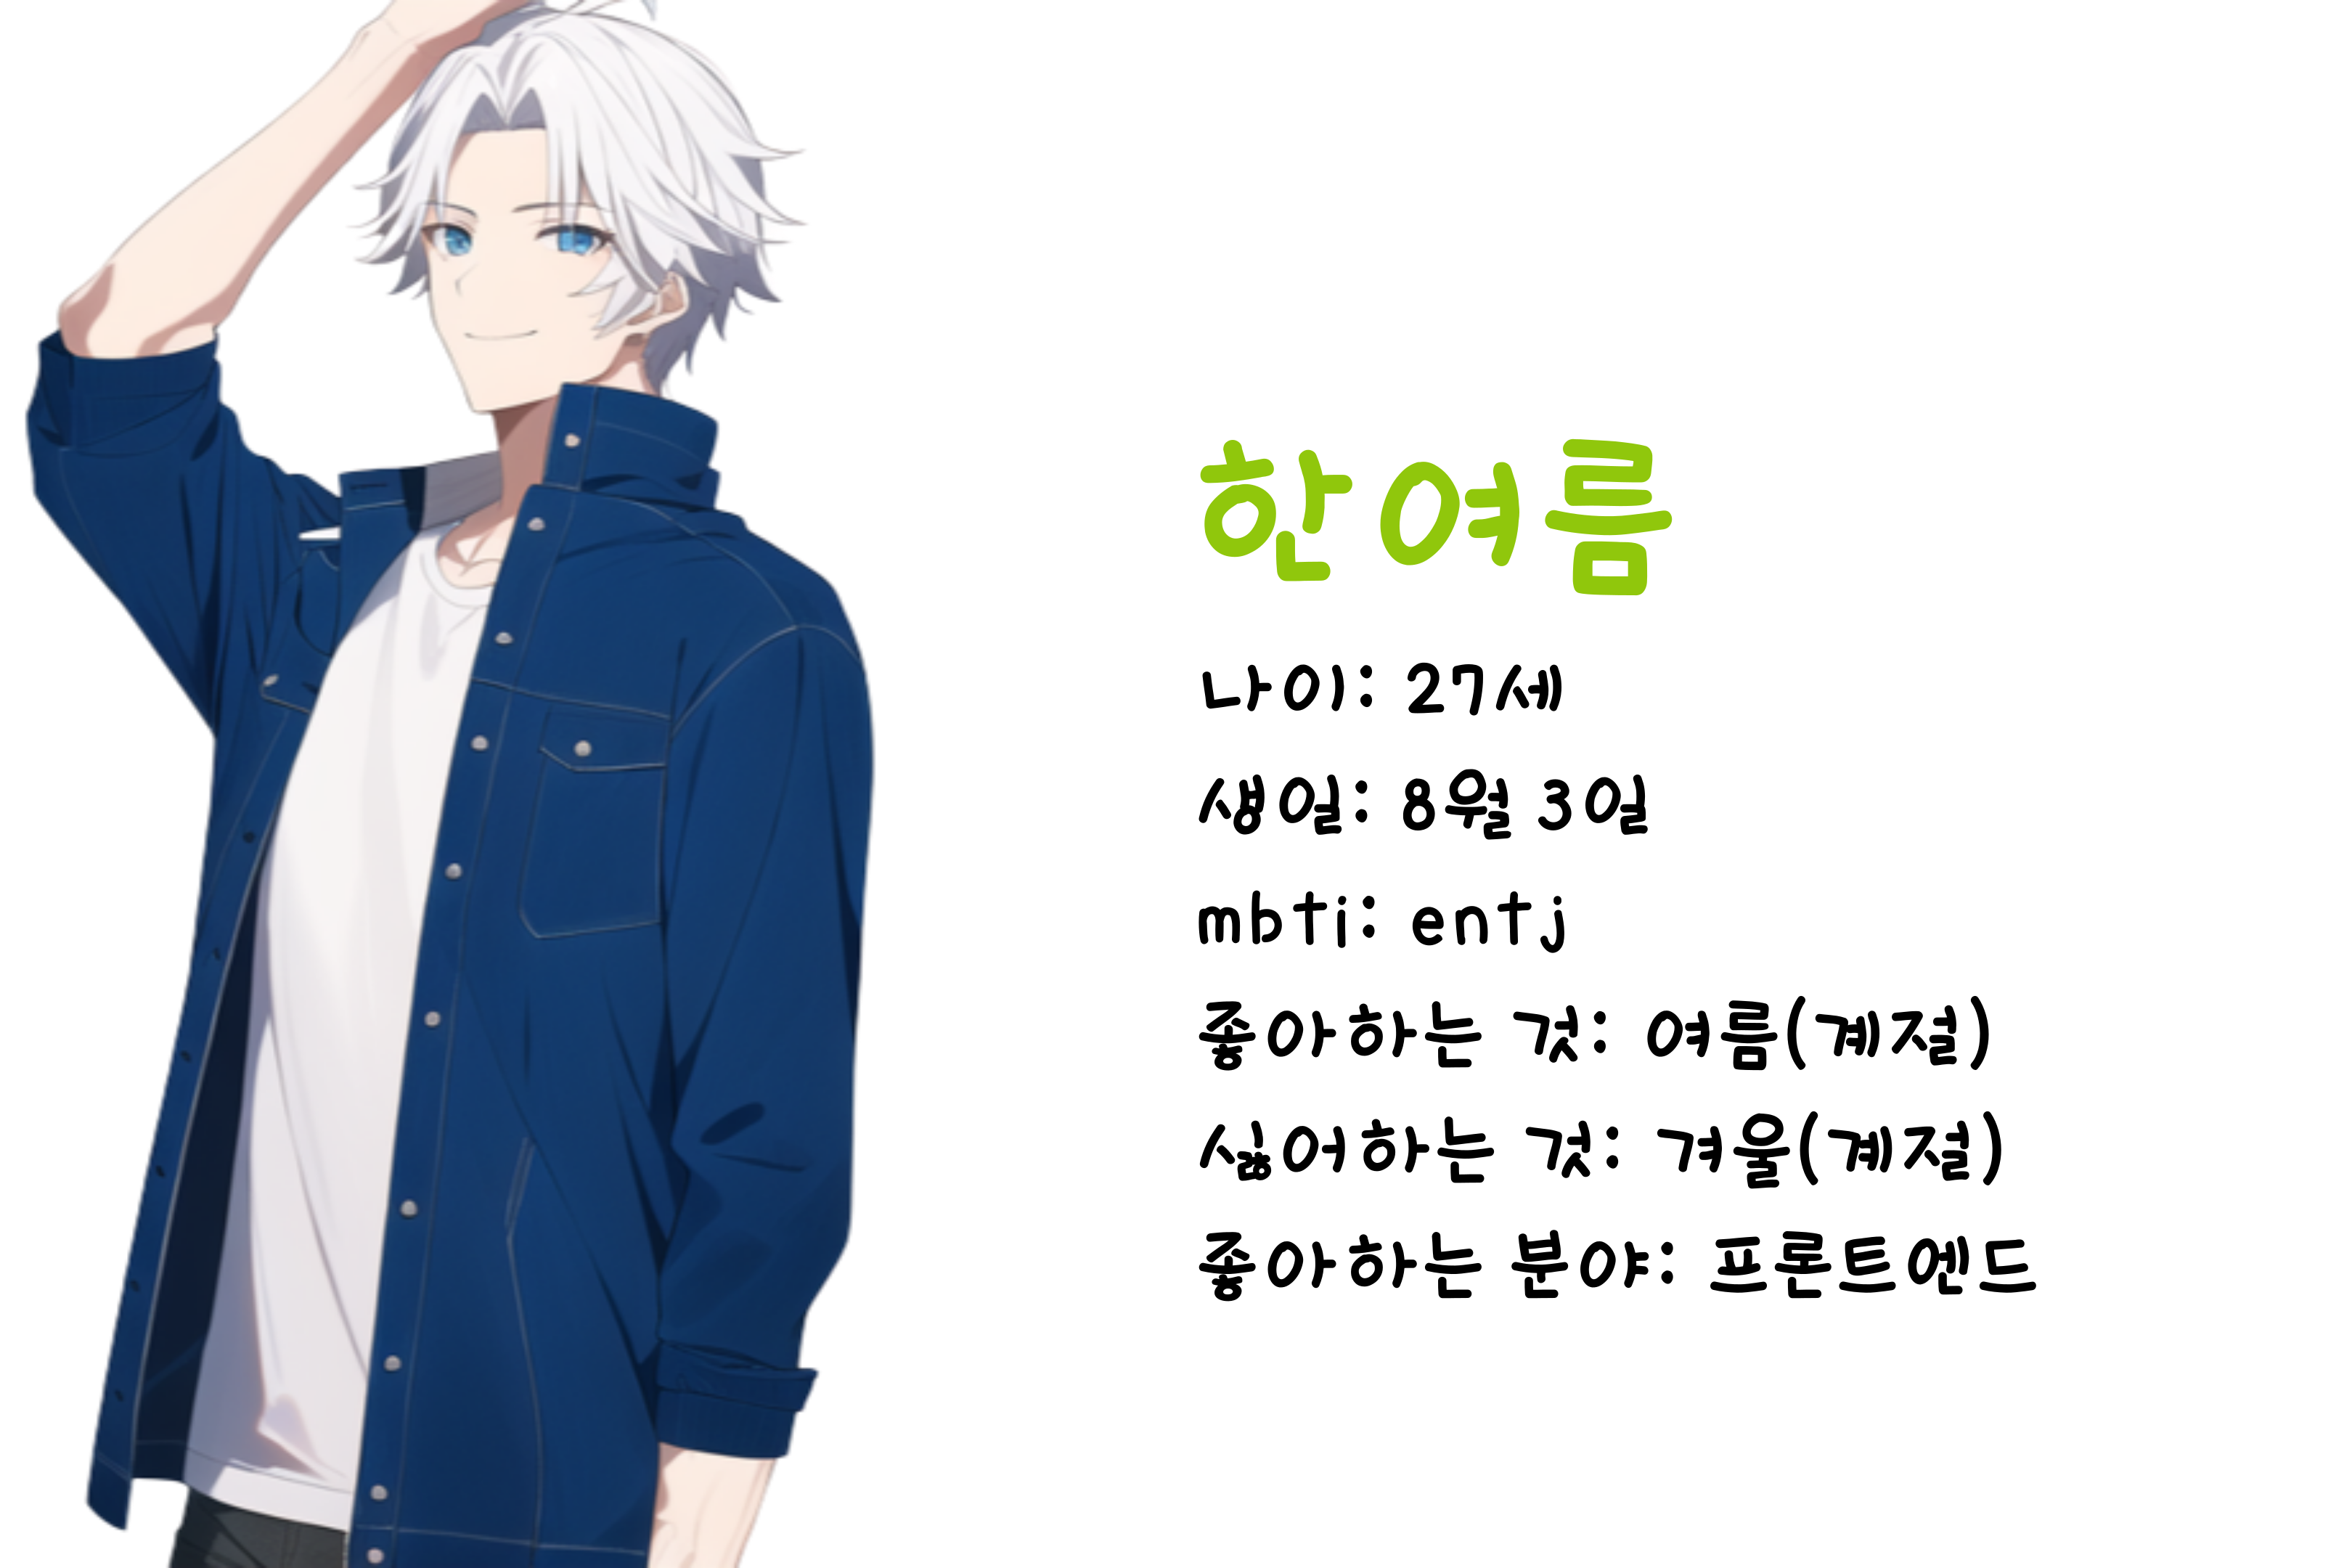 한여름
나이: 27세
생일: 8월 3일
mbti: entj
좋아하는 것: 여름(계절)
싫어하는 것: 겨울(계절)
좋아하는 분야: 프론트엔드